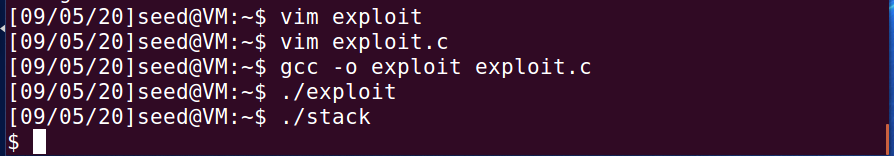 [09/05/20]seed@VM:~$ vim exploit
[09/05/20]seed@VM:~$ vim exploit.c
[09/05/20]seed@VM:~$ gcc -o exploit exploit.c
[09/05/20]seed@VM:~$ ./exploit
[09/05/20]seed@VM:~$ ./stack
$